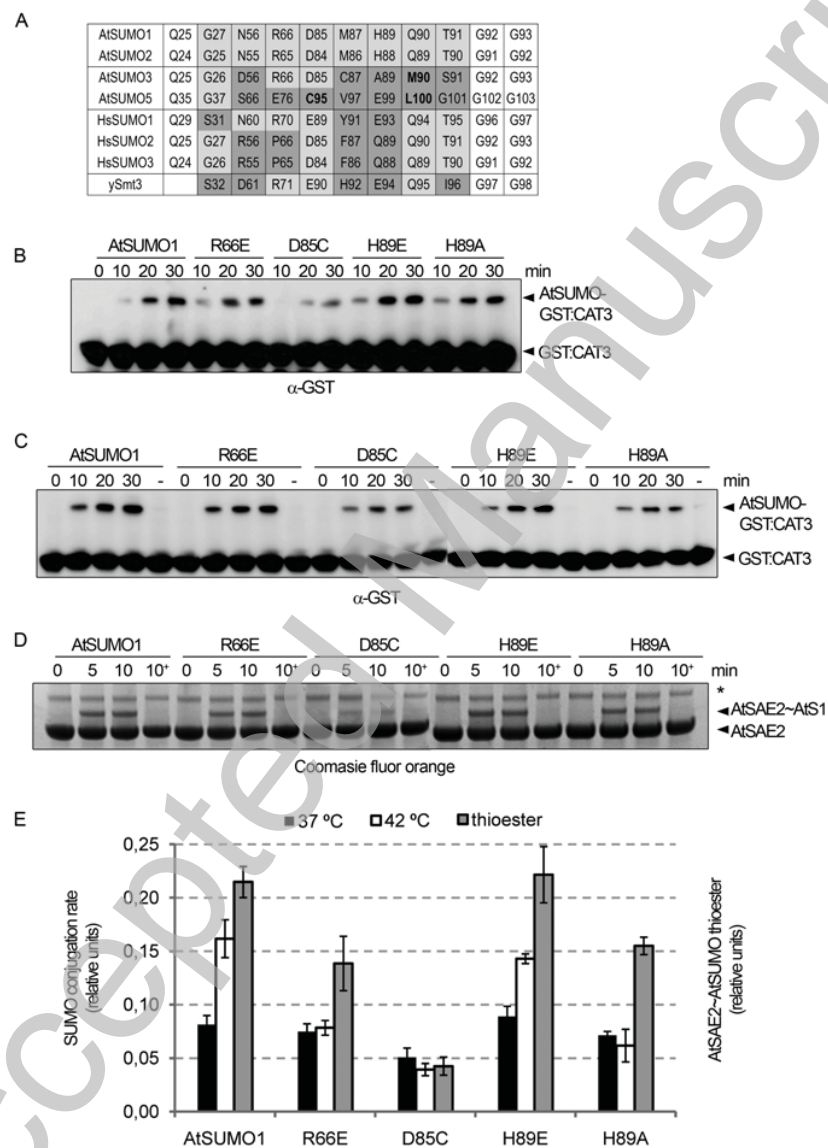 A
AtSUMO1 Q25 G27 N56 R66 D85 M87 H89 Q90 T91 G92 G93
AtSUMO2 Q24 G25 N55 R65 D84 M86 H88 Q89 T90 G91 G92
AtSUMO3 Q25 G26 D56 R66 D85 C87 A89 M90 S91 G92 G93
AtSUMO5 Q35 G37 S66 E76 C95 V97 E99 L100 G101 G102 G103
HsSUMO1 Q29 S31 N60 R70 E89 Y91 E93 Q94 T95 G96 G97
HsSUMO2 Q25 G27 R56 P66 D85 F87 Q89 Q90 T91 G92 G93
HsSUMO3 Q24 G26 R55 P65 D84 F86 Q88 Q89 T90 G91 G92
ySmt3 S32 D61 R71 E90 H92 E94 Q95 I96 G97 G98
B
AtSUMO1 R66E D85C H89E H89A
0 10 20 30 10 20 30 10 20 30 10 20 30 10 20 30 min
AtSUMO-
GST:CAT3
GST:CAT3
α-GST
C
AtSUMO1 R66E D85C H89E H89A
0 10 20 30 - 0 10 20 30 - 0 10 20 30 - 0 10 20 30 - 0 10 20 30 - min
AtSUMO-
GST:CAT3
GST:CAT3
α-GST
D
AtSUMO1 R66E D85C H89E H89A
0 5 10 10+ 0 5 10 10+ 0 5 10 10+ 0 5 10 10+ 0 5 10 10+ min
*
AtSAE2~AtS1
AtSAE2
Coomasie fluor orange
E
37 ºC 42 ºC thioester
0,25
0,20
0,15
0,10
0,05
0,00
SUMO conjugation rate
(relative units)
AtSAE2~AtSUMO thioester
(relative units)
AtSUMO1 R66E D85C H89E H89A
Accepted Manuscrip